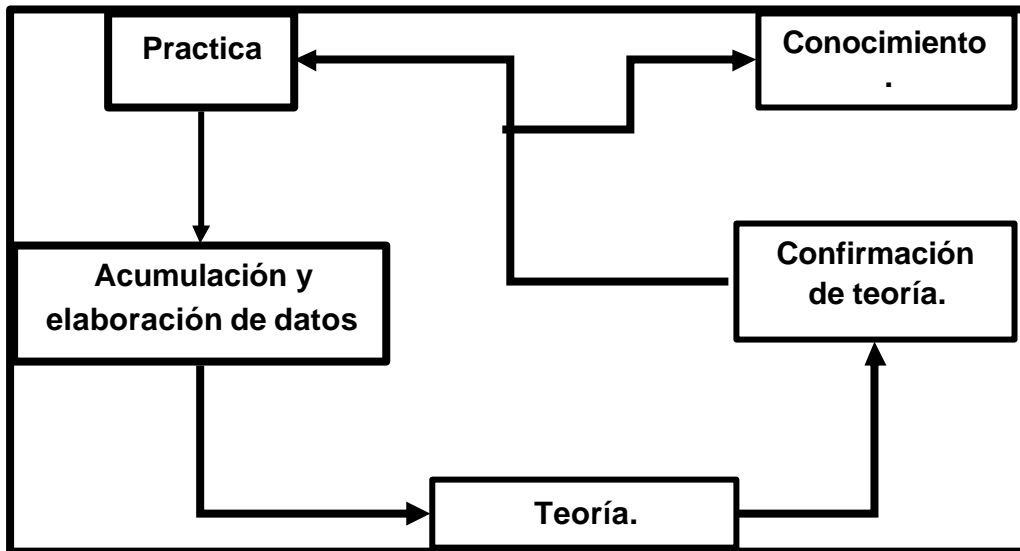 Practica
Conocimiento
.
Acumulación y
elaboración de datos
Confirmación
de teoría.
Teoría.